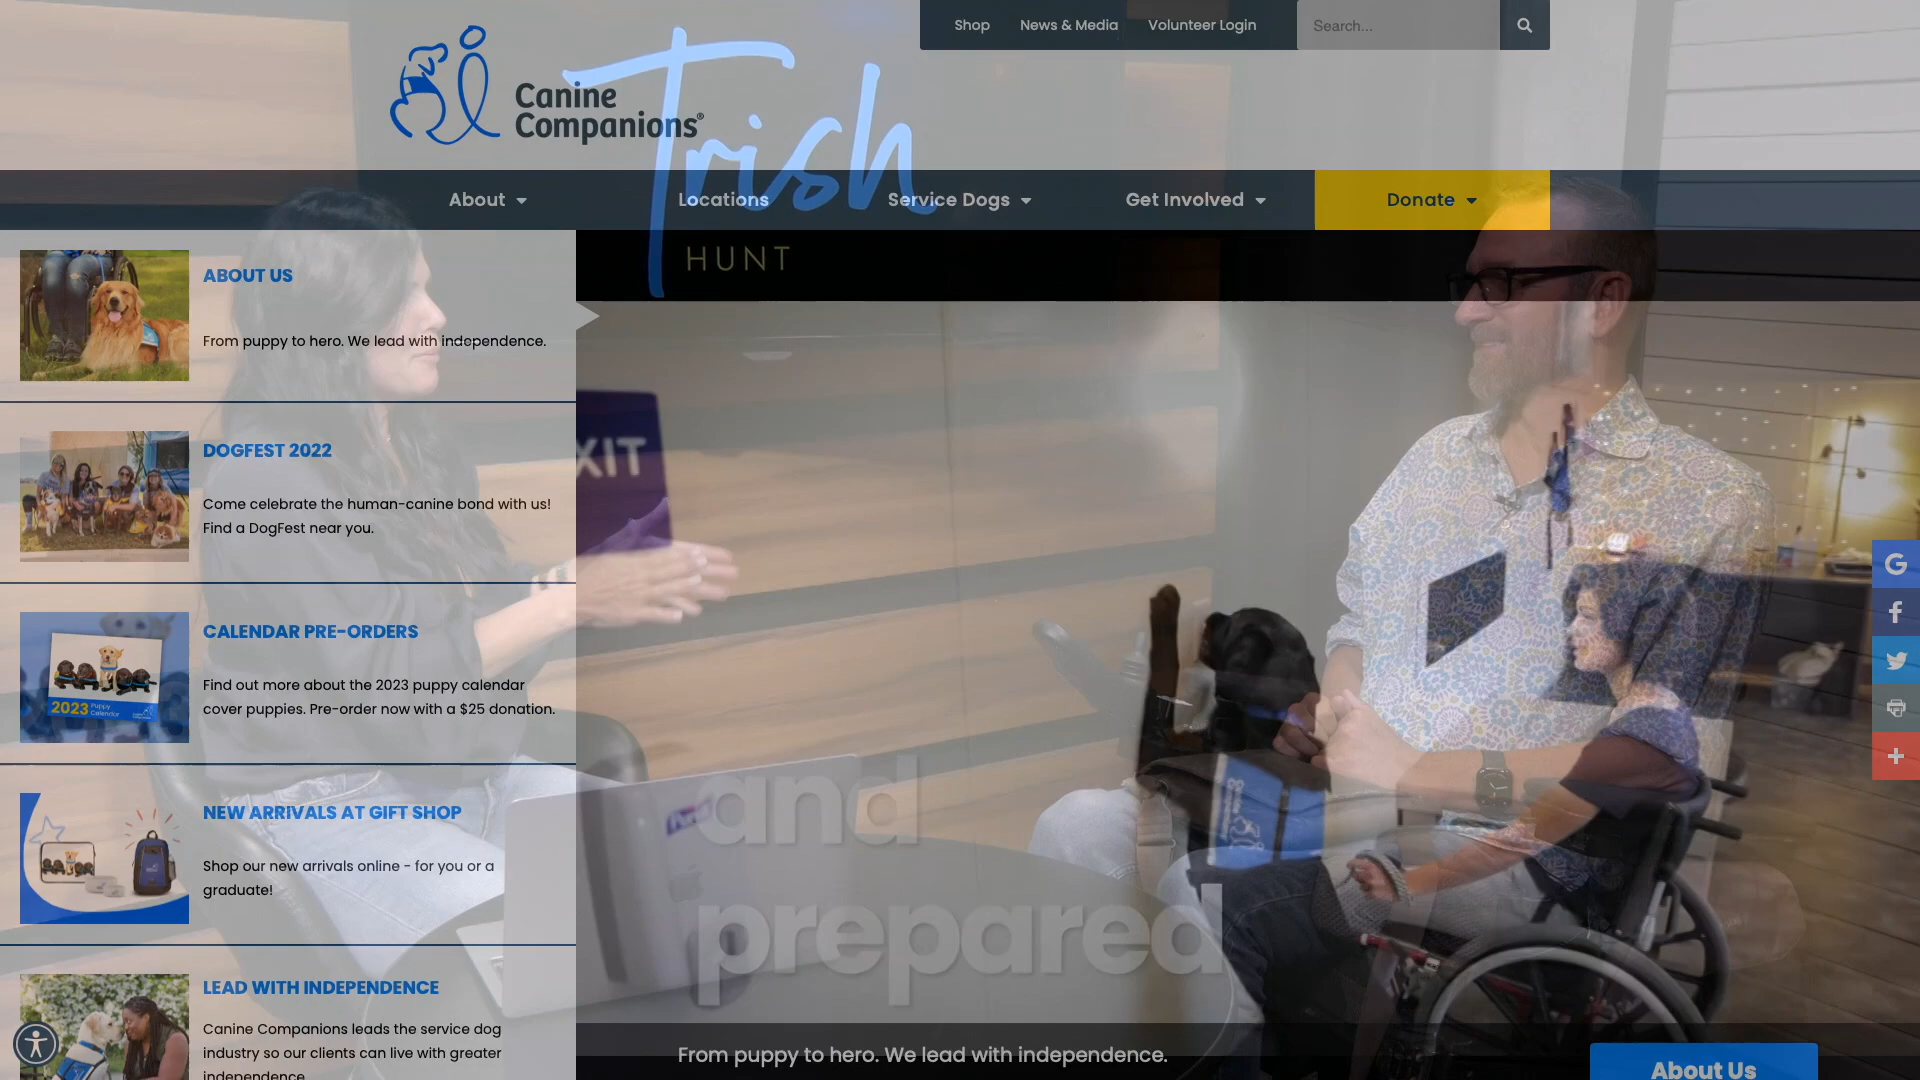 Shop
News & Media
Volunteer Login
Search...
Canine
Companions®
Trish
HUNT
About
Locations
Service Dogs
Get Involved
Donate
ABOUT US
From puppy to hero. We lead with independence.
DOGFEST 2022
Come celebrate the human-canine bond with us!
Find a DogFest near you.
CALENDAR PRE-ORDERS
Find out more about the 2023 puppy calendar
cover puppies. Pre-order now with a $25 donation.
2023 Puppy
Calendar
NEW ARRIVALS AT GIFT SHOP
Shop our new arrivals online - for you or a
graduate!
LEAD WITH INDEPENDENCE
Canine Companions leads the service dog
industry so our clients can live with greater
independence
XIT
and
prepared
From puppy to hero. We lead with independence.
About Us